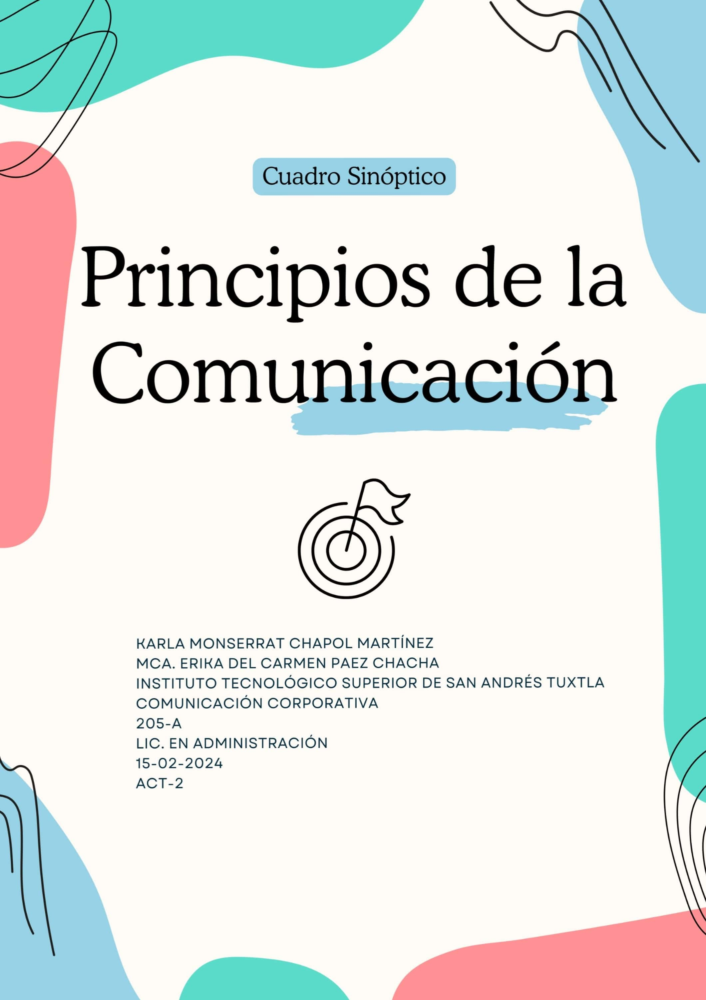 Cuadro Sinóptico
Principios de la
Comunicación
KARLA MONSERRAT CHAPOL MARTÍNEZ
MCA. ERIKA DEL CARMEN PAEZ CHACHA
INSTITUTO TECNOLÓGICO SUPERIOR DE SAN ANDRÉS TUXTLA
COMUNICACIÓN CORPORATIVA
205-A
LIC. EN ADMINISTRACIÓN
15-02-2024
ACT-2